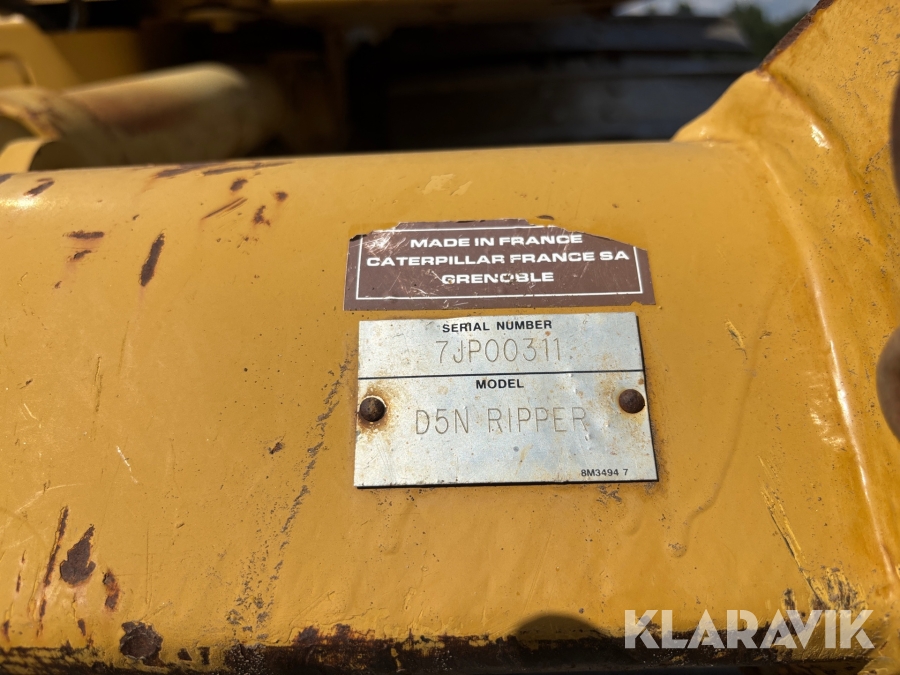 MADE IN FRANCE
CATERPILLAR FRANCE SA
GRENOBLE
SERIAL NUMBER
7JP00311
MODEL
D5N RIPPER
8M3494 7
KLARAVIK